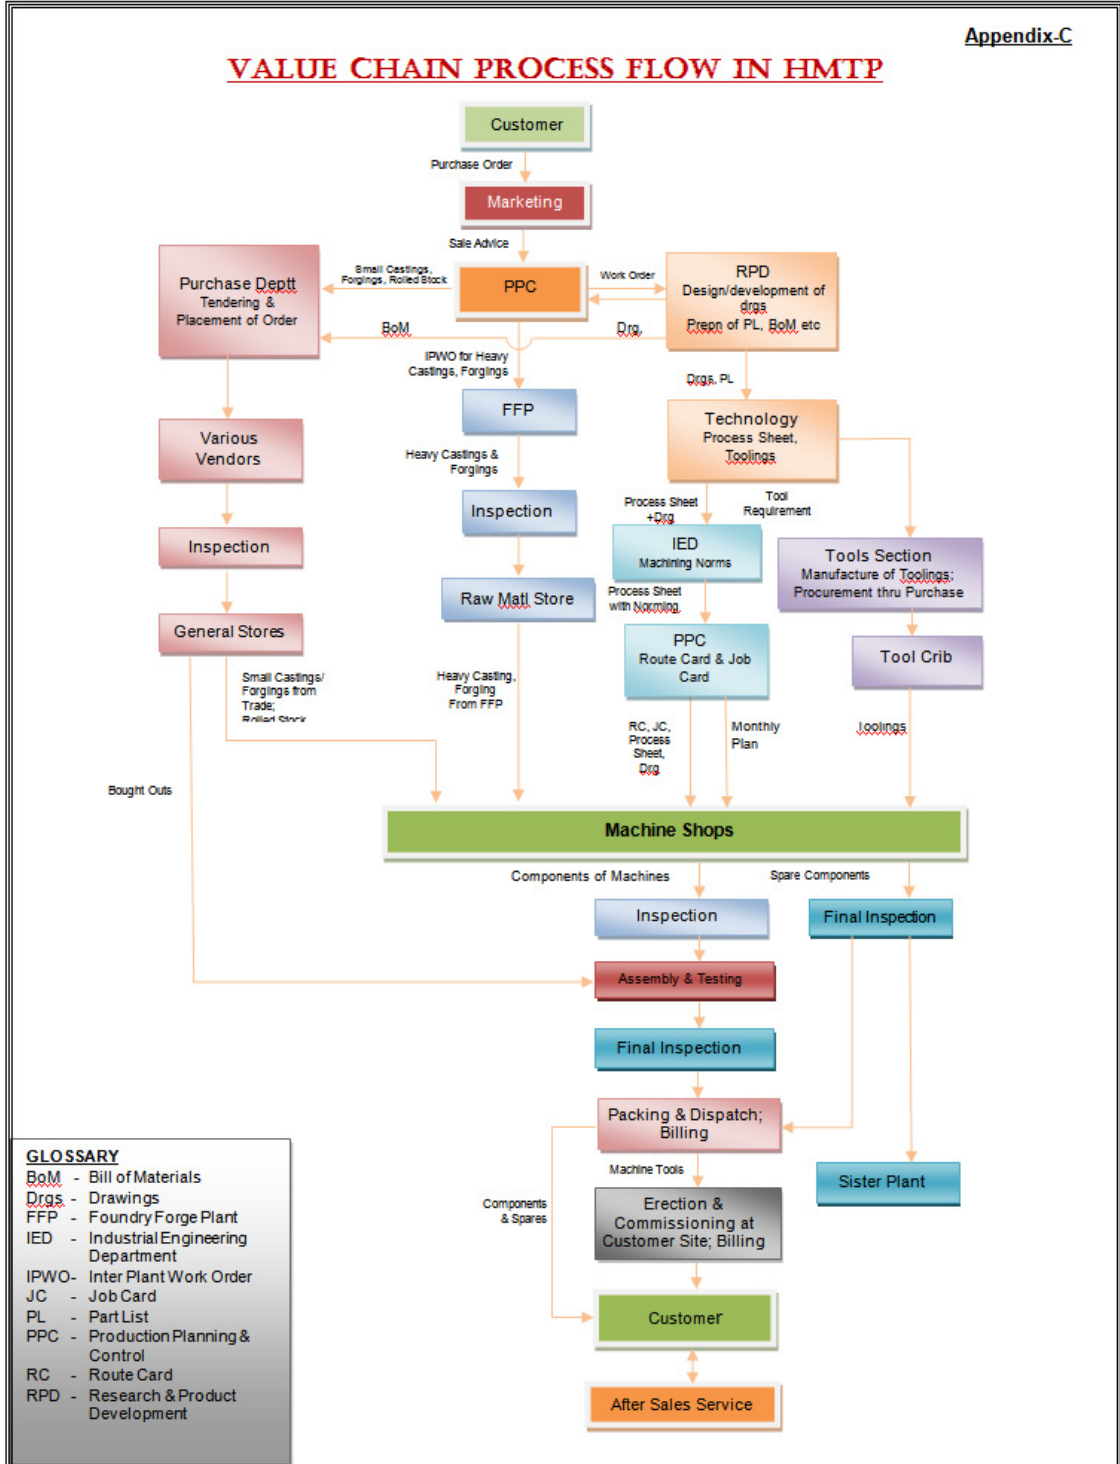 Appendix-C
VALUE CHAIN PROCESS FLOW IN HMTP
Customer
Purchase Order
Marketing
Sale Advice
Purchase Deptt
Tendering &
Placement of Order
Small Castings,
Forgings, Rolled Stock
PPC
Work Order
RPD
Design/development of
drgs
Prepn of PL, BoM etc
BoM
Drg,
IPWO for Heavy
Castings, Forgings
Drgs, PL
FFP
Technology
Process Sheet,
Toolings
Various
Vendors
Heavy Castings &
Forgings
Process Sheet
+Drg
Tool
Requirement
Inspection
Inspection
IED
Machining Norms
Tools Section
Manufacture of Toolings;
Procurement thru Purchase
Raw Matl Store
Process Sheet
with Norming,
General Stores
PPC
Route Card & Job
Card
Tool Crib
Small Castings/
Forgings from
Trade;
Rolled Stock
Heavy Casting,
Forging
From FFP
RC, JC,
Process
Sheet,
Drg
Monthly
Plan
Toolings
Bought Outs
Machine Shops
Components of Machines
Spare Components
Inspection
Final Inspection
Assembly & Testing
Final Inspection
Packing & Dispatch;
Billing
Machine Tools
Sister Plant
Components
& Spares
Erection &
Commissioning at
Customer Site; Billing
Customer
After Sales Service
GLOSSARY
BoM - Bill of Materials
Drgs - Drawings
FFP - Foundry Forge Plant
IED - Industrial Engineering
Department
IPWO- Inter Plant Work Order
JC - Job Card
PL - Part List
PPC - Production Planning &
Control
RC - Route Card
RPD - Research & Product
Development